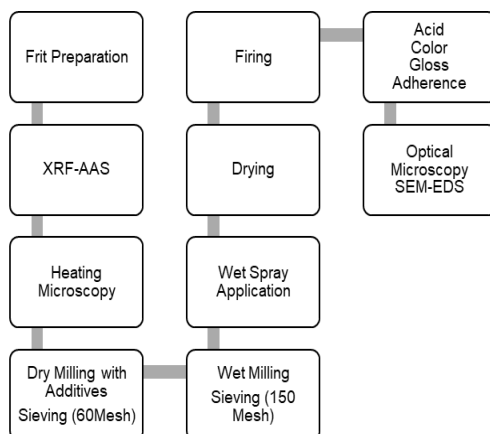 Frit Preparation
XRF-AAS
Heating
Microscopy
Dry Milling with
Additives
Sieving (60Mesh)
Wet Milling
Sieving (150
Mesh)
Wet Spray
Application
Drying
Firing
Acid
Color
Gloss
Adherence
Optical
Microscopy
SEM-EDS